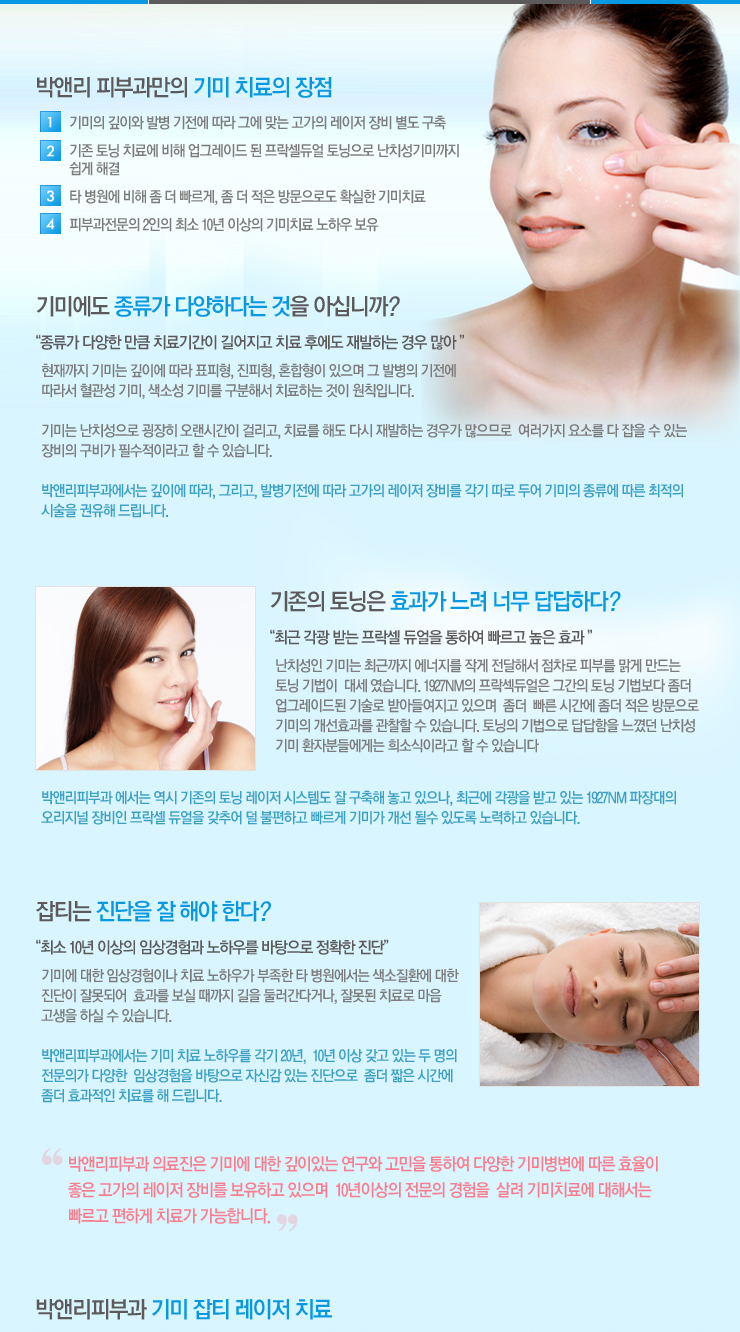 박앤리 피부과만의 기미 치료의 장점
1 기미의 깊이와 발병 기전에 따라 그에 맞는 고가의 레이저 장비 별도 구축
2 기존 토닝 치료에 비해 업그레이드 된 프락셀듀얼 토닝으로 난치성기미까지
쉽게 해결
3 타 병원에 비해 좀 더 빠르게, 좀 더 적은 방문으로도 확실한 기미치료
4 피부과전문의 2인의 최소 10년 이상의 기미치료 노하우 보유
기미에도 종류가 다양하다는 것을 아십니까?
“종류가 다양한 만큼 치료기간이 길어지고 치료 후에도 재발하는 경우 많아 ”
현재까지 기미는 깊이에 따라 표피형, 진피형, 혼합형이 있으며 그 발병의 기전에
따라서 혈관성 기미, 색소성 기미를 구분해서 치료하는 것이 원칙입니다.
기미는 난치성으로 굉장히 오랜시간이 걸리고, 치료를 해도 다시 재발하는 경우가 많으므로 여러가지 요소를 다 잡을 수 있는
장비의 구비가 필수적이라고 할 수 있습니다.
박앤리피부과에서는 깊이에 따라, 그리고, 발병기전에 따라 고가의 레이저 장비를 각기 따로 두어 기미의 종류에 따른 최적의
시술을 권유해 드립니다.
기존의 토닝은 효과가 느려 너무 답답하다?
“최근 각광 받는 프락셀 듀얼을 통하여 빠르고 높은 효과 ”
난치성인 기미는 최근까지 에너지를 작게 전달해서 점차로 피부를 맑게 만드는
토닝 기법이 대세 였습니다. 1927NM의 프락섹듀얼은 그간의 토닝 기법보다 좀더
업그레이드된 기술로 받아들여지고 있으며 좀더 빠른 시간에 좀더 적은 방문으로
기미의 개선효과를 관찰할 수 있습니다. 토닝의 기법으로 답답함을 느꼈던 난치성
기미 환자분들에게는 희소식이라고 할 수 있습니다
박앤리피부과 에서는 역시 기존의 토닝 레이저 시스템도 잘 구축해 놓고 있으나, 최근에 각광을 받고 있는 1927NM 파장대의
오리지널 장비인 프락셀 듀얼을 갖추어 덜 불편하고 빠르게 기미가 개선 될수 있도록 노력하고 있습니다.
잡티는 진단을 잘 해야 한다?
“최소 10년 이상의 임상경험과 노하우를 바탕으로 정확한 진단”
기미에 대한 임상경험이나 치료 노하우가 부족한 타 병원에서는 색소질환에 대한
진단이 잘못되어 효과를 보실 때까지 길을 둘러간다거나, 잘못된 치료로 마음
고생을 하실 수 있습니다.
박앤리피부과에서는 기미 치료 노하우를 각기 20년, 10년 이상 갖고 있는 두 명의
전문의가 다양한 임상경험을 바탕으로 자신감 있는 진단으로 좀더 짧은 시간에
좀더 효과적인 치료를 해 드립니다.
“ 박앤리피부과 의료진은 기미에 대한 깊이있는 연구와 고민을 통하여 다양한 기미병변에 따른 효율이
좋은 고가의 레이저 장비를 보유하고 있으며 10년이상의 전문의 경험을 살려 기미치료에 대해서는
빠르고 편하게 치료가 가능합니다. ”
박앤리피부과 기미 잡티 레이저 치료